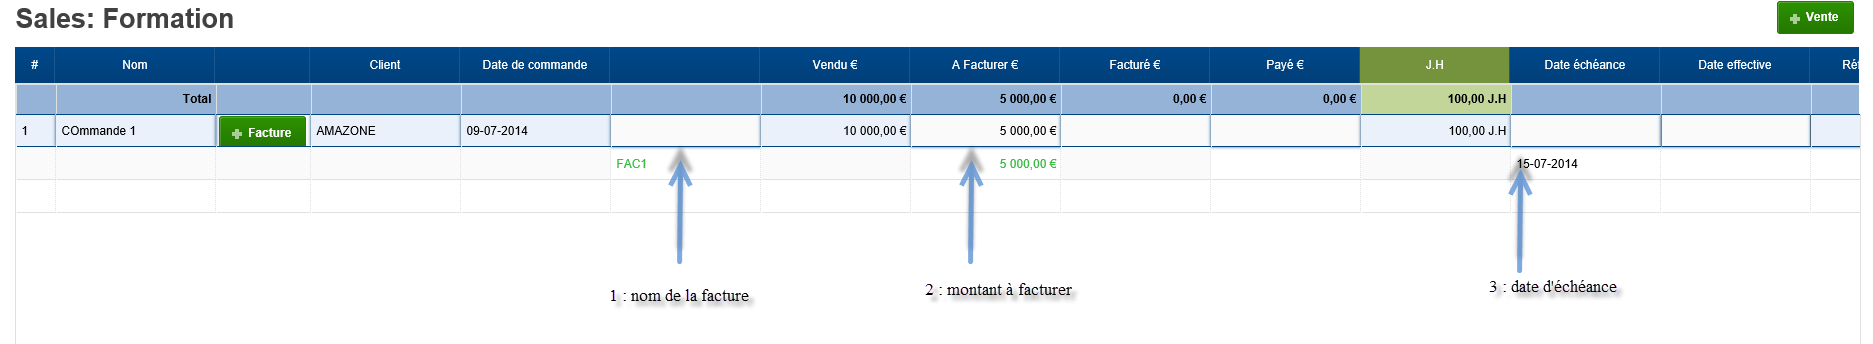 Sales: Formation
Vente
# Nom Client Date de commande Vendu € A Facturer € Facturé € Payé € J.H Date échéance Date effective
Total 10 000,00 € 5 000,00 € 0,00 € 0,00 € 100,00 J.H
1 COmmande 1 Facture AMAZONE 09-07-2014 10 000,00 € 5 000,00 € 100,00 J.H
FAC1 5 000,00 € 15-07-2014
1 : nom de la facture 2 : montant à facturer 3 : date d'échéance